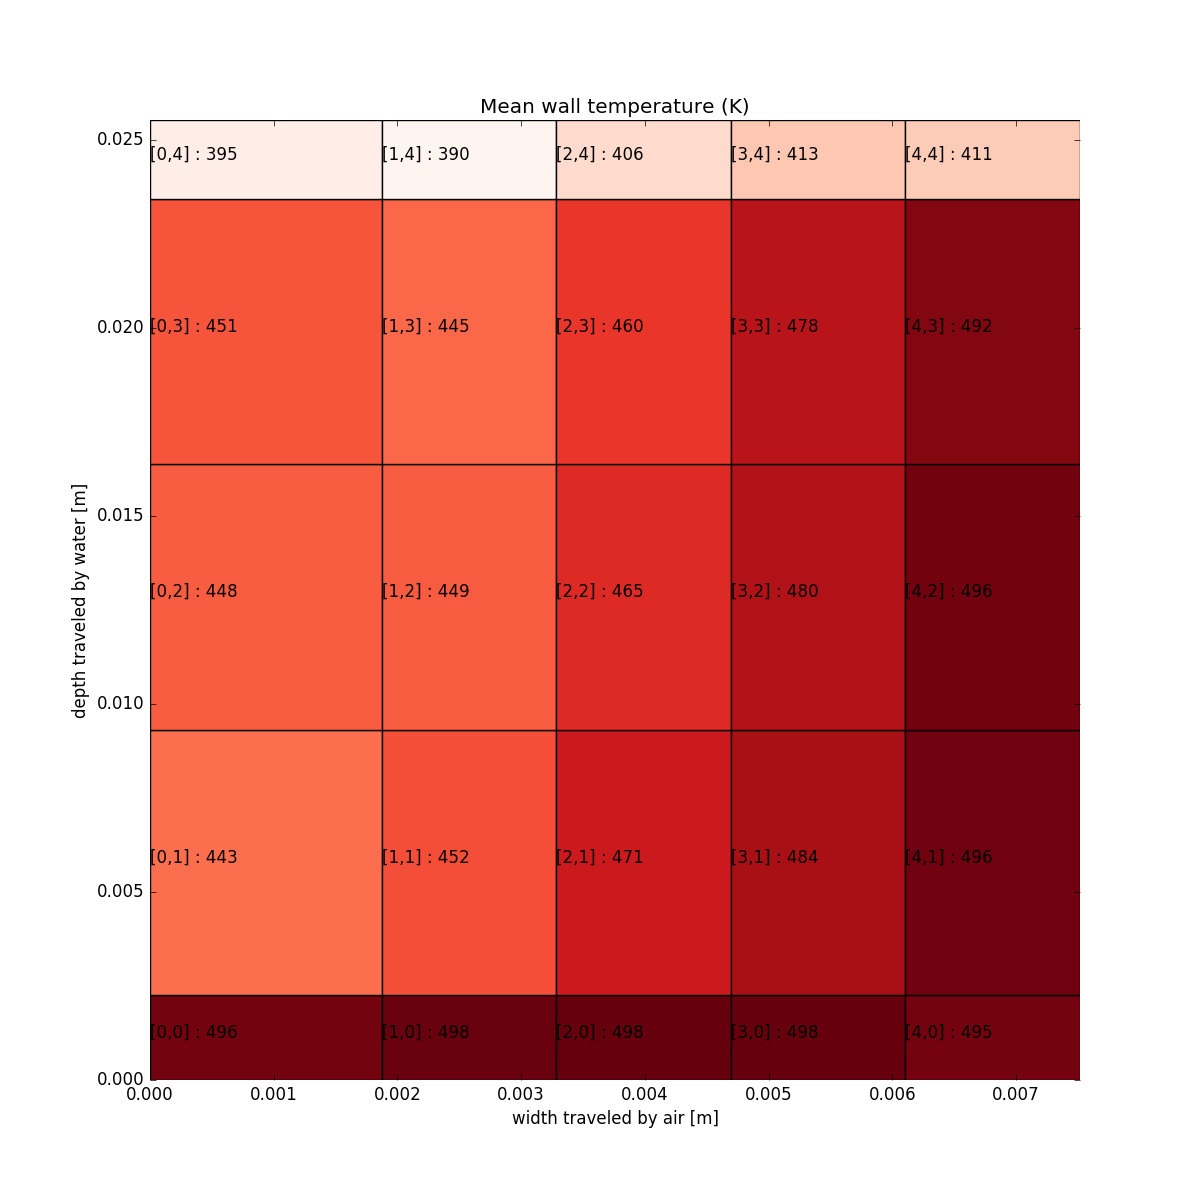 Mean wall temperature (K)
0.025
[0,4] : 395 [1,4] : 390 [2,4] : 406 [3,4] : 413 [4,4] : 411
0.020
[0,3] : 451 [1,3] : 445 [2,3] : 460 [3,3] : 478 [4,3] : 492
0.015
[0,2] : 448 [1,2] : 449 [2,2] : 465 [3,2] : 480 [4,2] : 496
depth traveled by water [m]
0.010
[0,1] : 443 [1,1] : 452 [2,1] : 471 [3,1] : 484 [4,1] : 496
0.005
[0,0] : 496 [1,0] : 498 [2,0] : 498 [3,0] : 498 [4,0] : 495
0.000
0.000 0.001 0.002 0.003 0.004 0.005 0.006 0.007
width traveled by air [m]